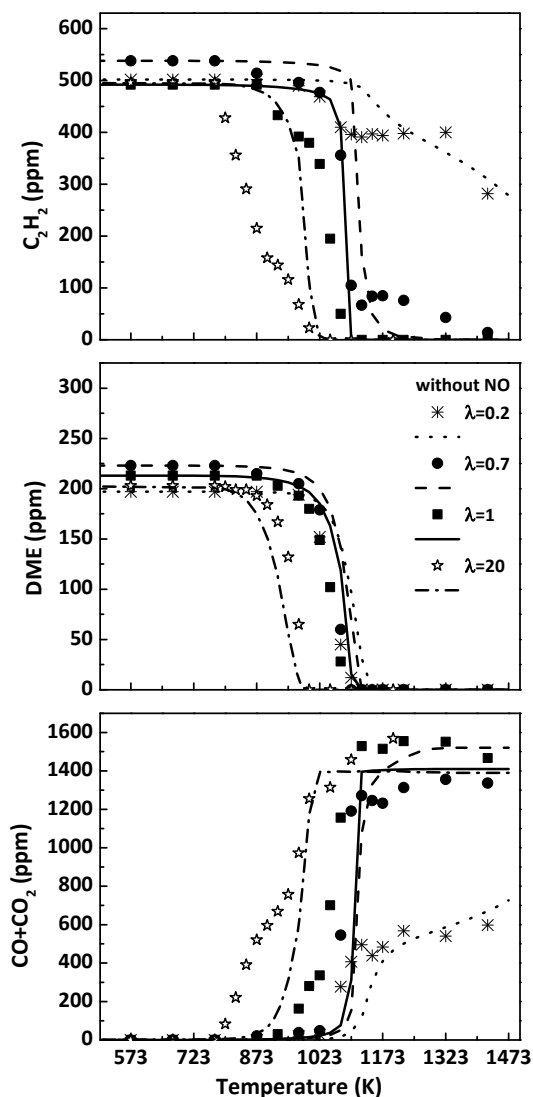 600
500
400
300
200
100
0
C₂H₂ (ppm)
300
250
200
150
100
50
0
DME (ppm)
without NO
λ=0.2
λ=0.7
λ=1
λ=20
1600
1400
1200
1000
800
600
400
200
0
CO+CO₂ (ppm)
573 723 873 1023 1173 1323 1473
Temperature (K)